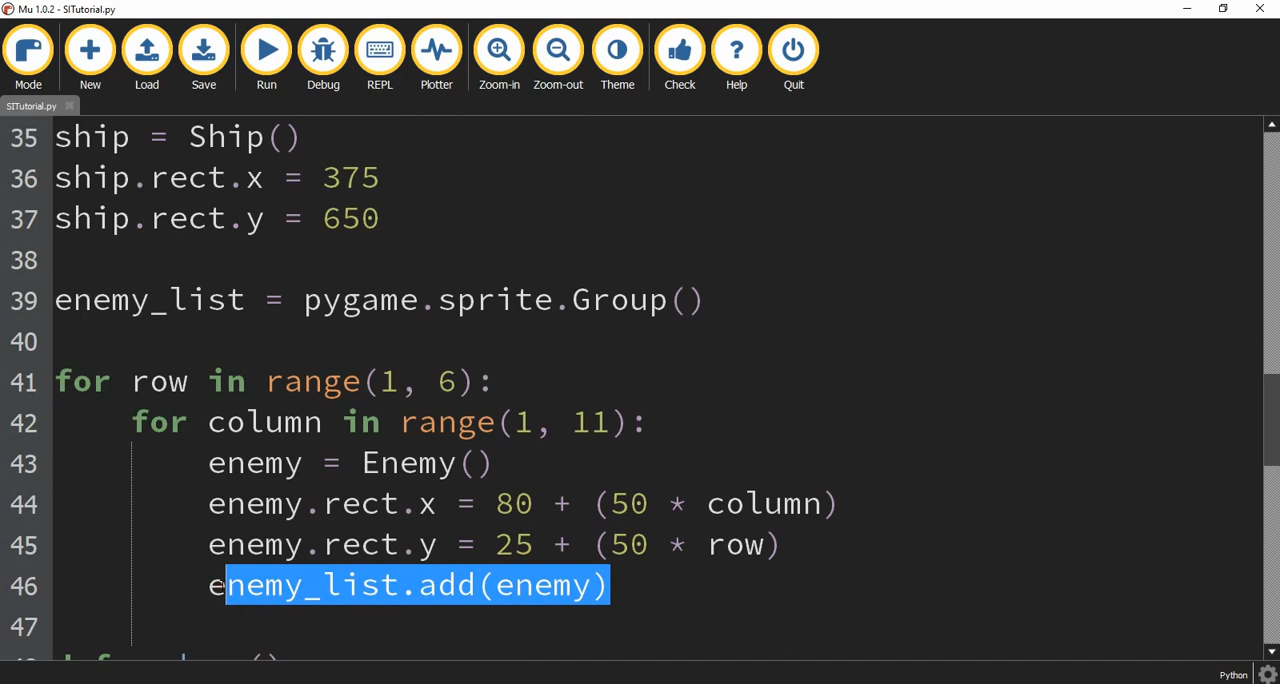 Mu 1.0.2 - SITutorial.py
Mode New Load Save Run Debug REPL Plotter Zoom-in Zoom-out Theme Check Help Quit
SITutorial.py
35 ship = Ship()
36 ship.rect.x = 375
37 ship.rect.y = 650
38
39 enemy_list = pygame.sprite.Group()
40
41 for row in range(1, 6):
42 for column in range(1, 11):
43 enemy = Enemy()
44 enemy.rect.x = 80 + (50 * column)
45 enemy.rect.y = 25 + (50 * row)
46 enemy_list.add(enemy)
47
Python